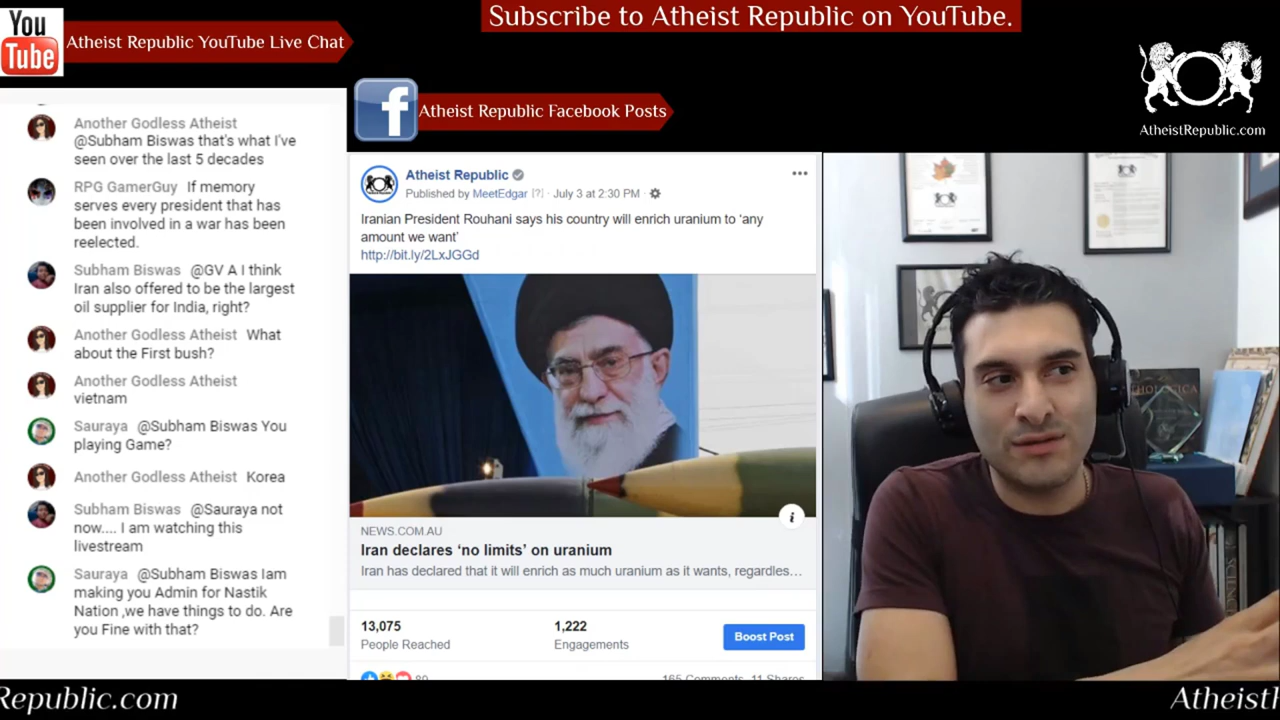 Subscribe to Atheist Republic on YouTube.
You
Tube
Atheist Republic YouTube Live Chat
Atheist Republic Facebook Posts
AtheistRepublic.com
Another Godless Atheist
@Subham Biswas that's what I've
seen over the last 5 decades
RPG GamerGuy If memory
serves every president that has
been involved in a war has been
reelected.
Subham Biswas @GV A I think
Iran also offered to be the largest
oil supplier for India, right?
Another Godless Atheist What
about the First bush?
Another Godless Atheist
vietnam
Sauraya @Subham Biswas You
playing Game?
Another Godless Atheist Korea
Subham Biswas @Sauraya not
now.... I am watching this
livestream
Sauraya @Subham Biswas Iam
making you Admin for Nastik
Nation ,we have things to do. Are
you Fine with that?
Atheist Republic
Published by MeetEdgar [?] · July 3 at 2:30 PM ·
Iranian President Rouhani says his country will enrich uranium to ‘any
amount we want’
http://bit.ly/2LxJGGd
NEWS.COM.AU
Iran declares ‘no limits’ on uranium
Iran has declared that it will enrich as much uranium as it wants, regardles…
13,075
People Reached
1,222
Engagements
Boost Post
165 Comments 11 Shares
Republic.com
Atheist